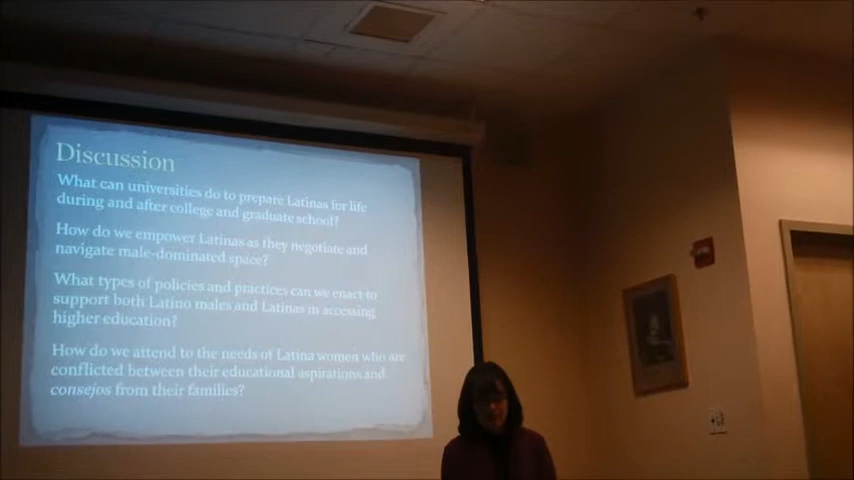 Discussion
What can universities do to prepare Latinas for life
during and after college and graduate school?
How do we empower Latinas as they negotiate and
navigate male-dominated space?
What types of policies and practices can we enact to
support both Latino males and Latinas in accessing
higher education?
How do we attend to the needs of Latina women who are
conflicted between their educational aspirations and
consejos from their families?